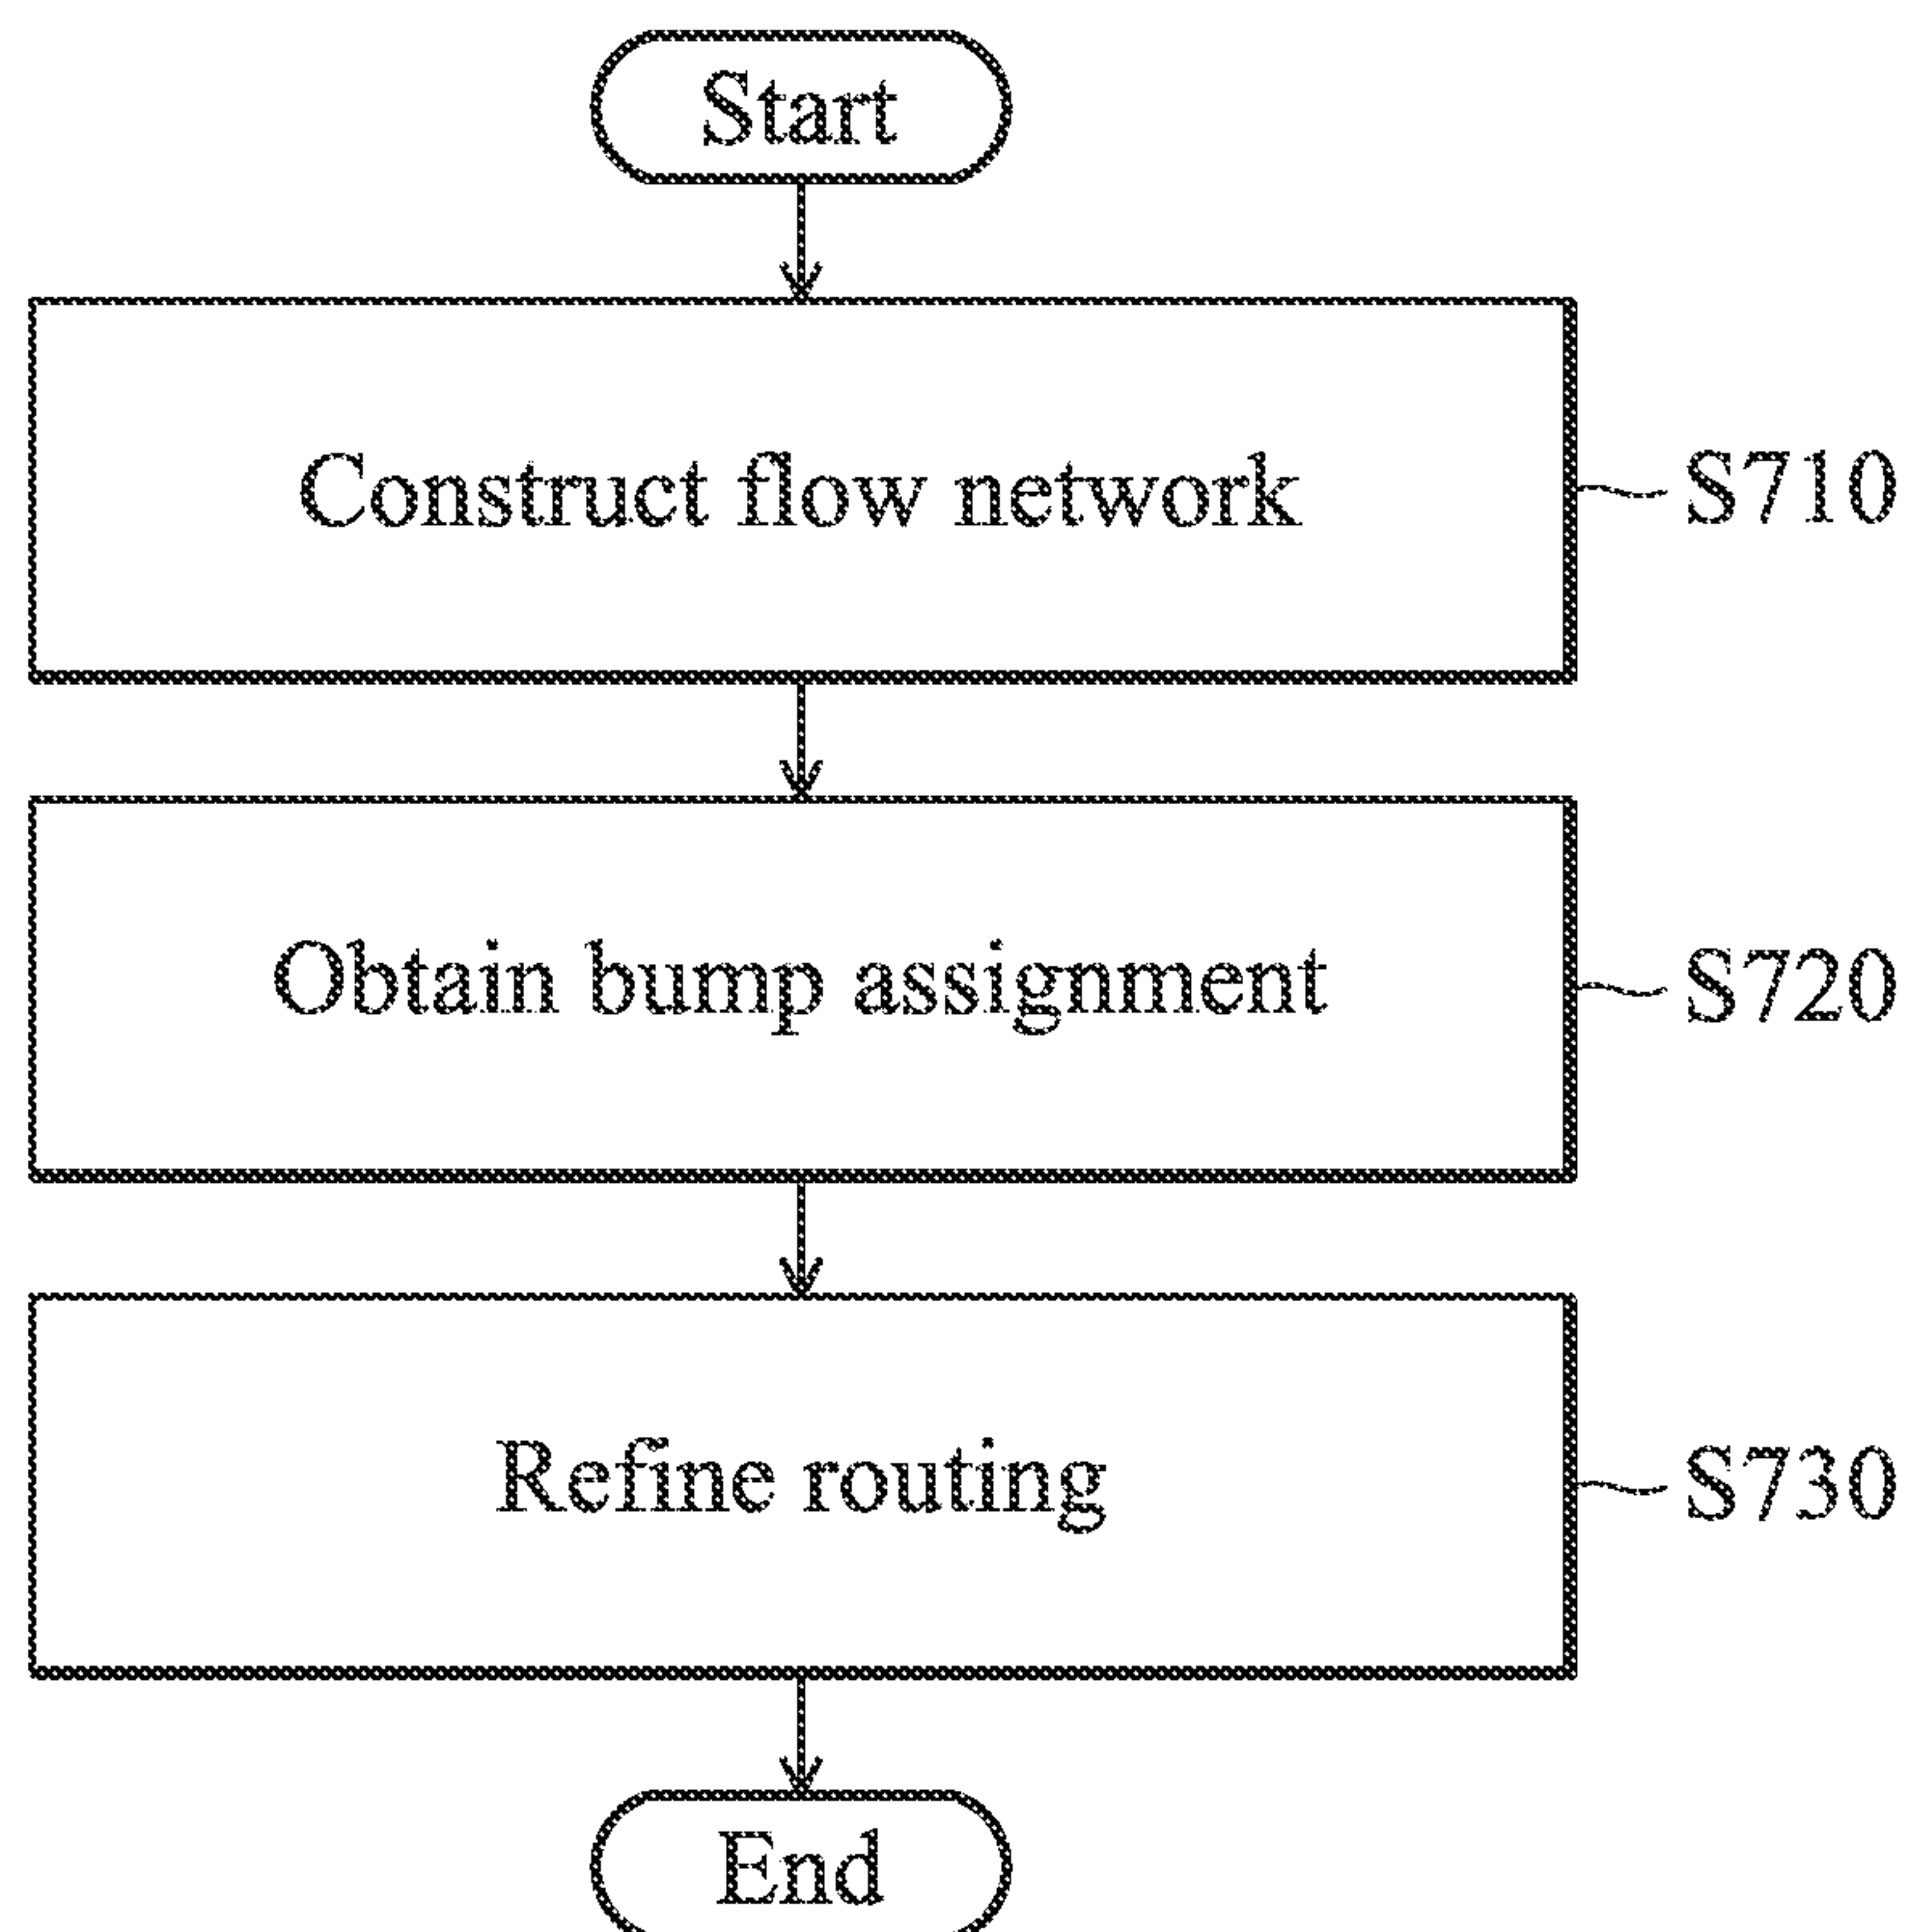 Start
Construct flow network
S710
Obtain bump assignment
S720
Refine routing
S730
End